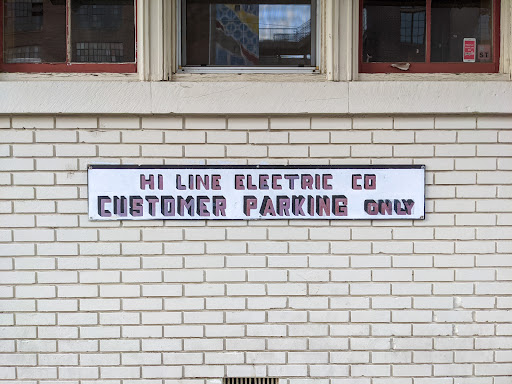 HI LINE ELECTRIC CO
CUSTOMER PARKING ONLY